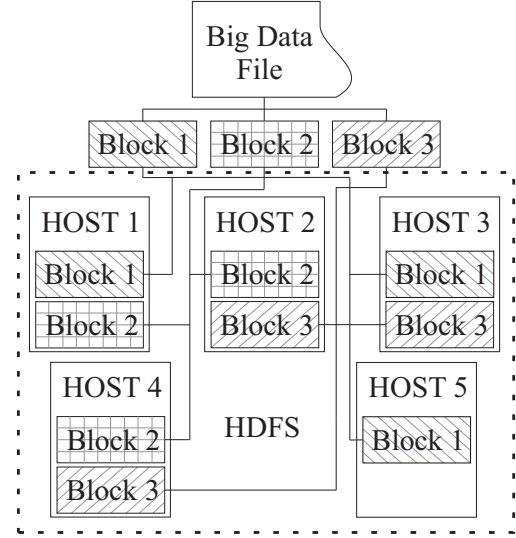 Big Data
File
Block 1 Block 2 Block 3
HOST 1 HOST 2 HOST 3
Block 1 Block 2 Block 1
Block 2 Block 3 Block 3
HOST 4 HDFS HOST 5
Block 2 Block 1
Block 3